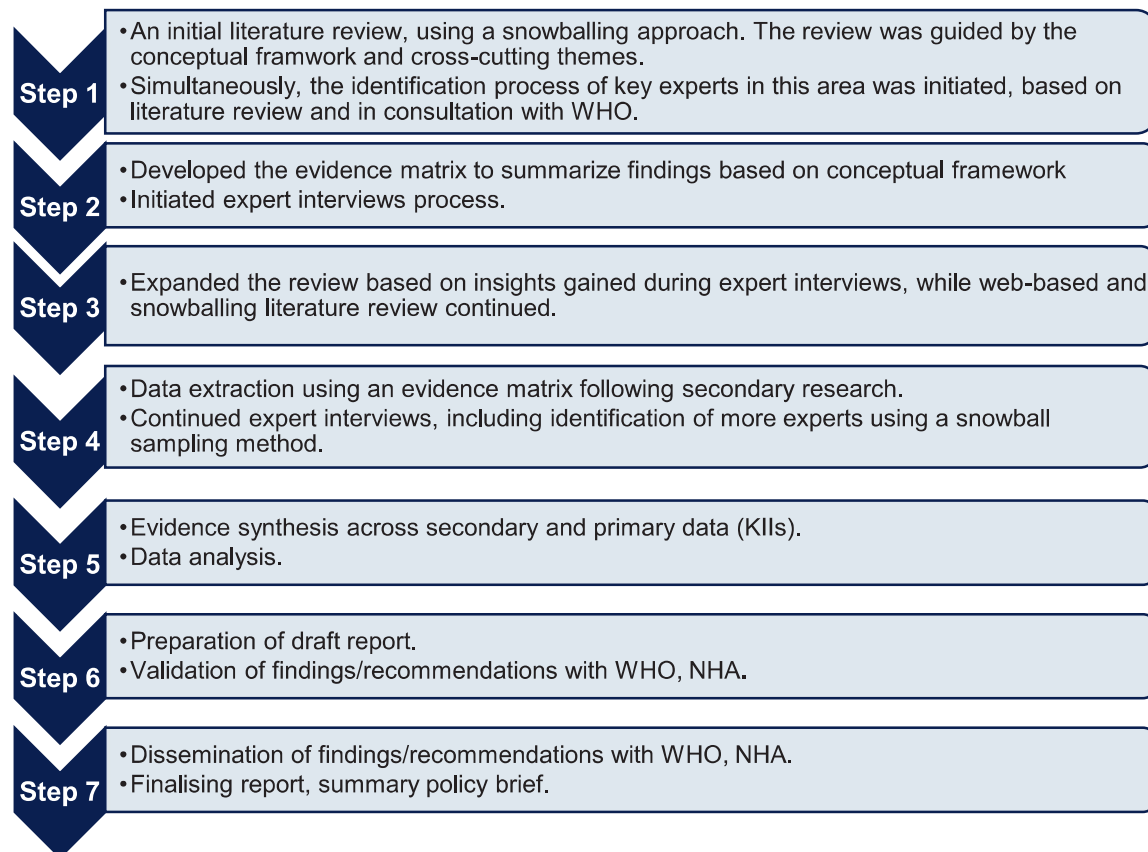 Step 1
•An initial literature review, using a snowballing approach. The review was guided by the
conceptual framwork and cross-cutting themes.
•Simultaneously, the identification process of key experts in this area was initiated, based on
literature review and in consultation with WHO.
Step 2
•Developed the evidence matrix to summarize findings based on conceptual framework
•Initiated expert interviews process.
Step 3
•Expanded the review based on insights gained during expert interviews, while web-based and
snowballing literature review continued.
Step 4
•Data extraction using an evidence matrix following secondary research.
•Continued expert interviews, including identification of more experts using a snowball
sampling method.
Step 5
•Evidence synthesis across secondary and primary data (KIIs).
•Data analysis.
Step 6
•Preparation of draft report.
•Validation of findings/recommendations with WHO, NHA.
Step 7
•Dissemination of findings/recommendations with WHO, NHA.
•Finalising report, summary policy brief.